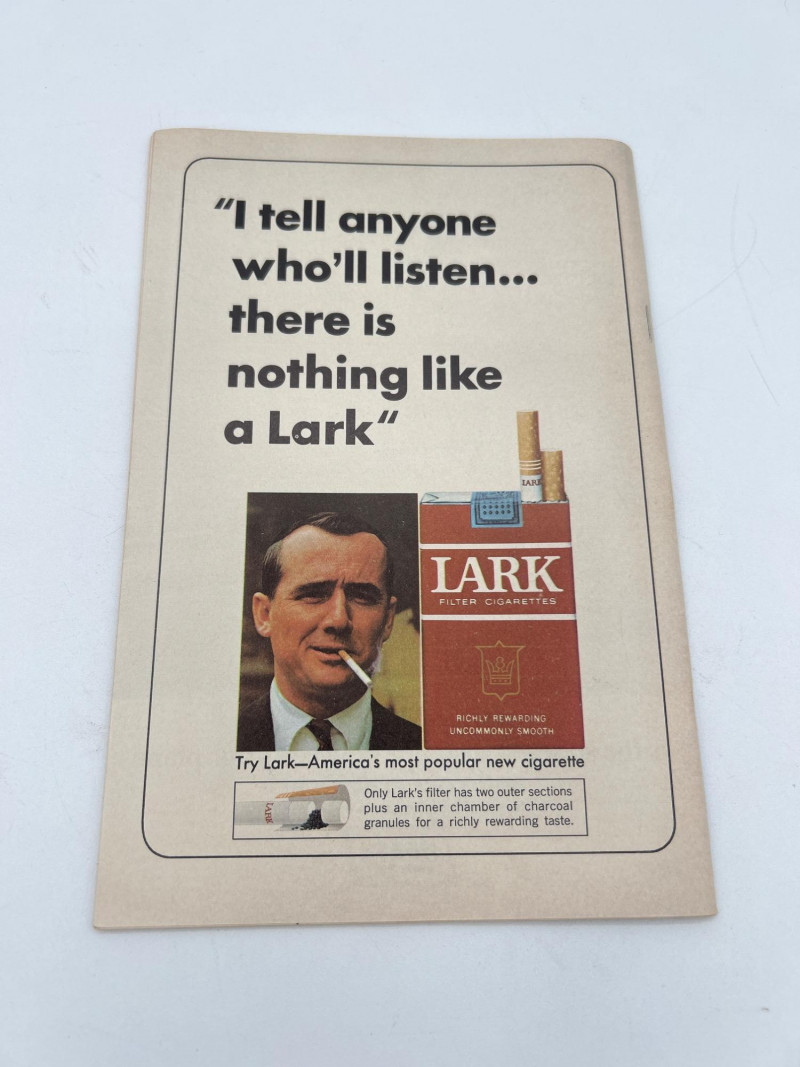 “I tell anyone
who’ll listen...
there is
nothing like
a Lark“
LARK
LARK
FILTER CIGARETTES
RICHLY REWARDING
UNCOMMONLY SMOOTH
Try Lark—America's most popular new cigarette
LARK
Only Lark's filter has two outer sections
plus an inner chamber of charcoal
granules for a richly rewarding taste.